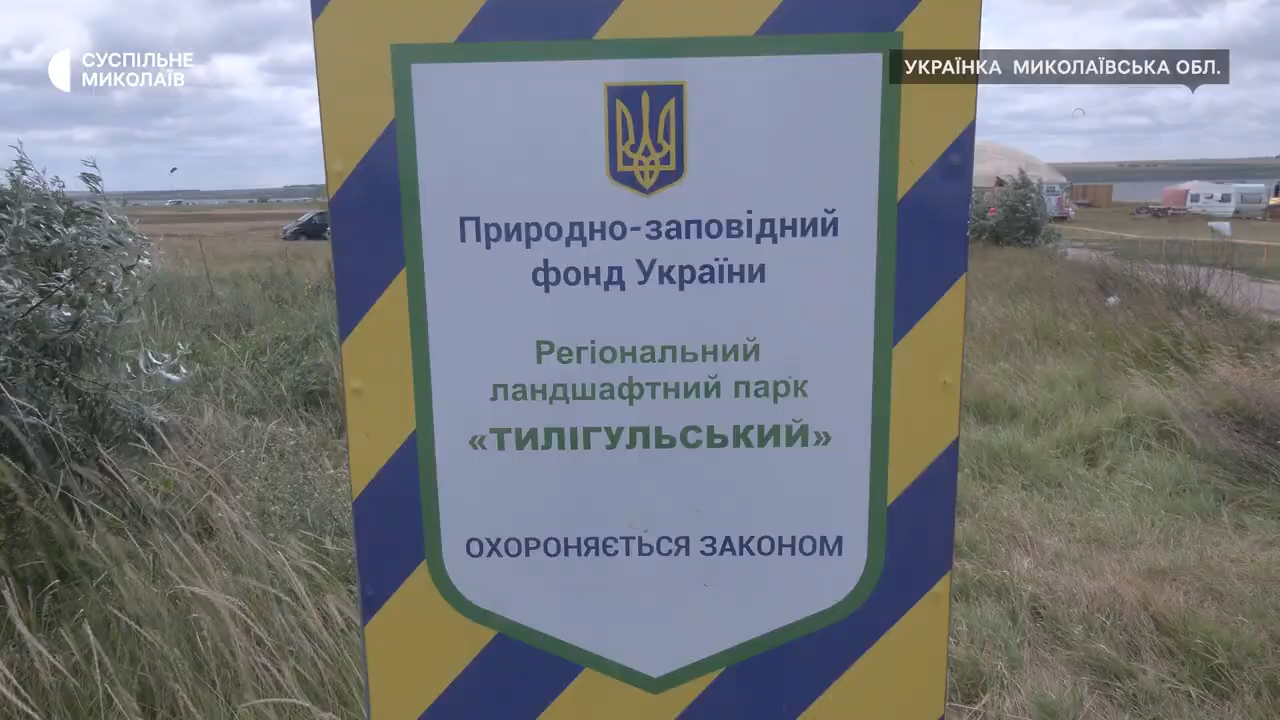 СУСПІЛЬНЕ
МИКОЛАЇВ
УКРАЇНКА МИКОЛАЇВСЬКА ОБЛ.
Природно-заповідний
фонд України
Регіональний
ландшафтний парк
«ТИЛІГУЛЬСЬКИЙ»
ОХОРОНЯЄТЬСЯ ЗАКОНОМ